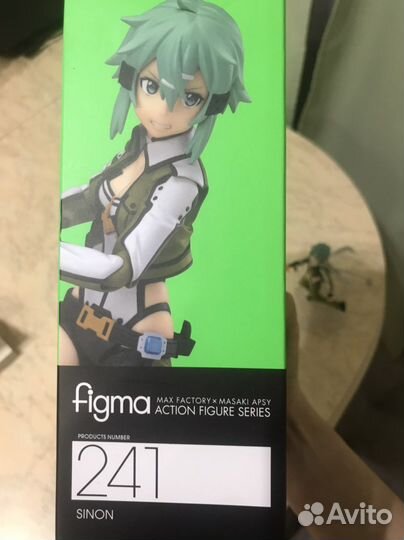 figma
MAX FACTORY × MASAKI APSY
ACTION FIGURE SERIES
PRODUCTS NUMBER
241
SINON
Avito